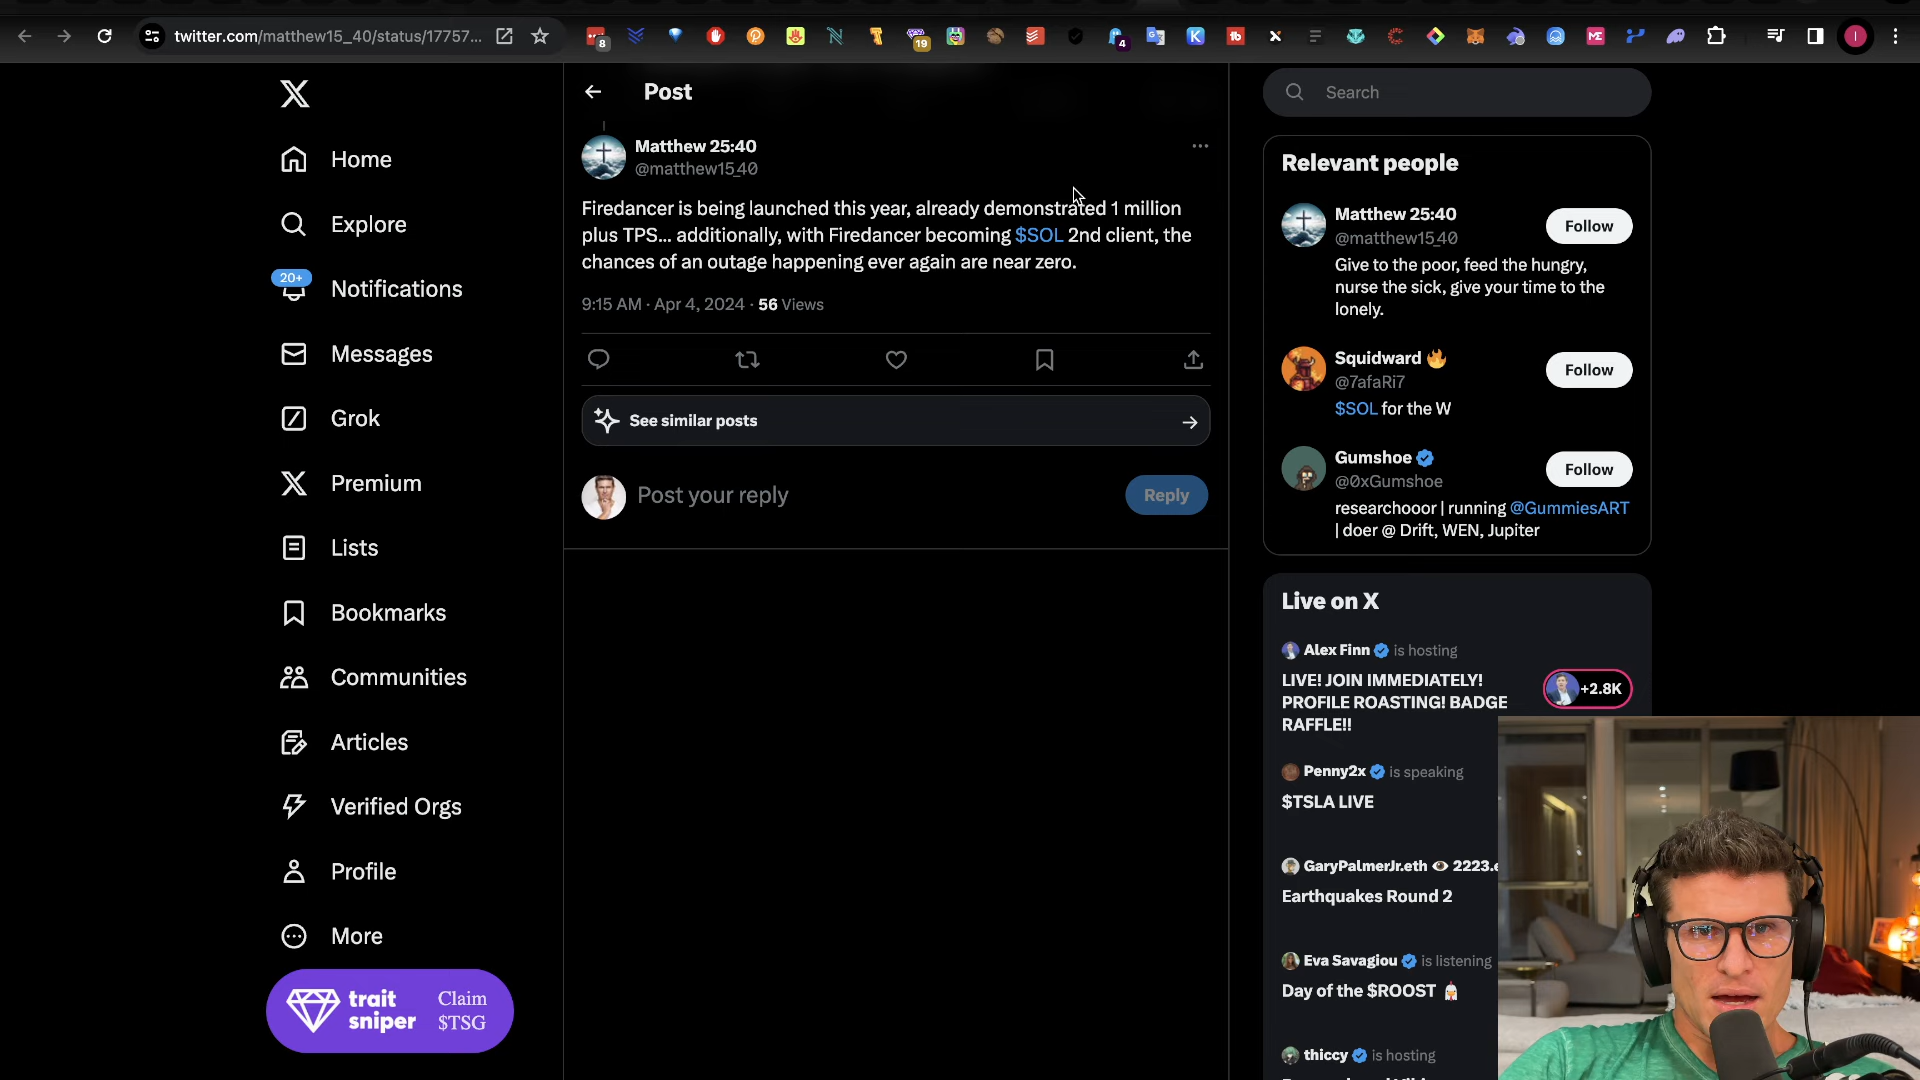 twitter.com/matthew15_40/status/17757...
8
19
4
Home
Explore
20+
Notifications
Messages
Grok
Premium
Lists
Bookmarks
Communities
Articles
Verified Orgs
Profile
More
trait sniper
Claim $TSG
Post
Matthew 25:40
@matthew15_40
Firedancer is being launched this year, already demonstrated 1 million
plus TPS... additionally, with Firedancer becoming $SOL 2nd client, the
chances of an outage happening ever again are near zero.
9:15 AM · Apr 4, 2024 · 56 Views
See similar posts
Post your reply
Reply
Search
Relevant people
Matthew 25:40
@matthew15_40
Follow
Give to the poor, feed the hungry,
nurse the sick, give your time to the
lonely.
Squidward 🔥
@7afaRi7
Follow
$SOL for the W
Gumshoe
@0xGumshoe
Follow
researchooor | running @GummiesART
| doer @ Drift, WEN, Jupiter
Live on X
Alex Finn is hosting
LIVE! JOIN IMMEDIATELY!
PROFILE ROASTING! BADGE
RAFFLE!!
+2.8K
Penny2x is speaking
$TSLA LIVE
GaryPalmerJr.eth 👁 2223.e
Earthquakes Round 2
Eva Savagiou is listening
Day of the $ROOST 🐔
thiccy is hosting